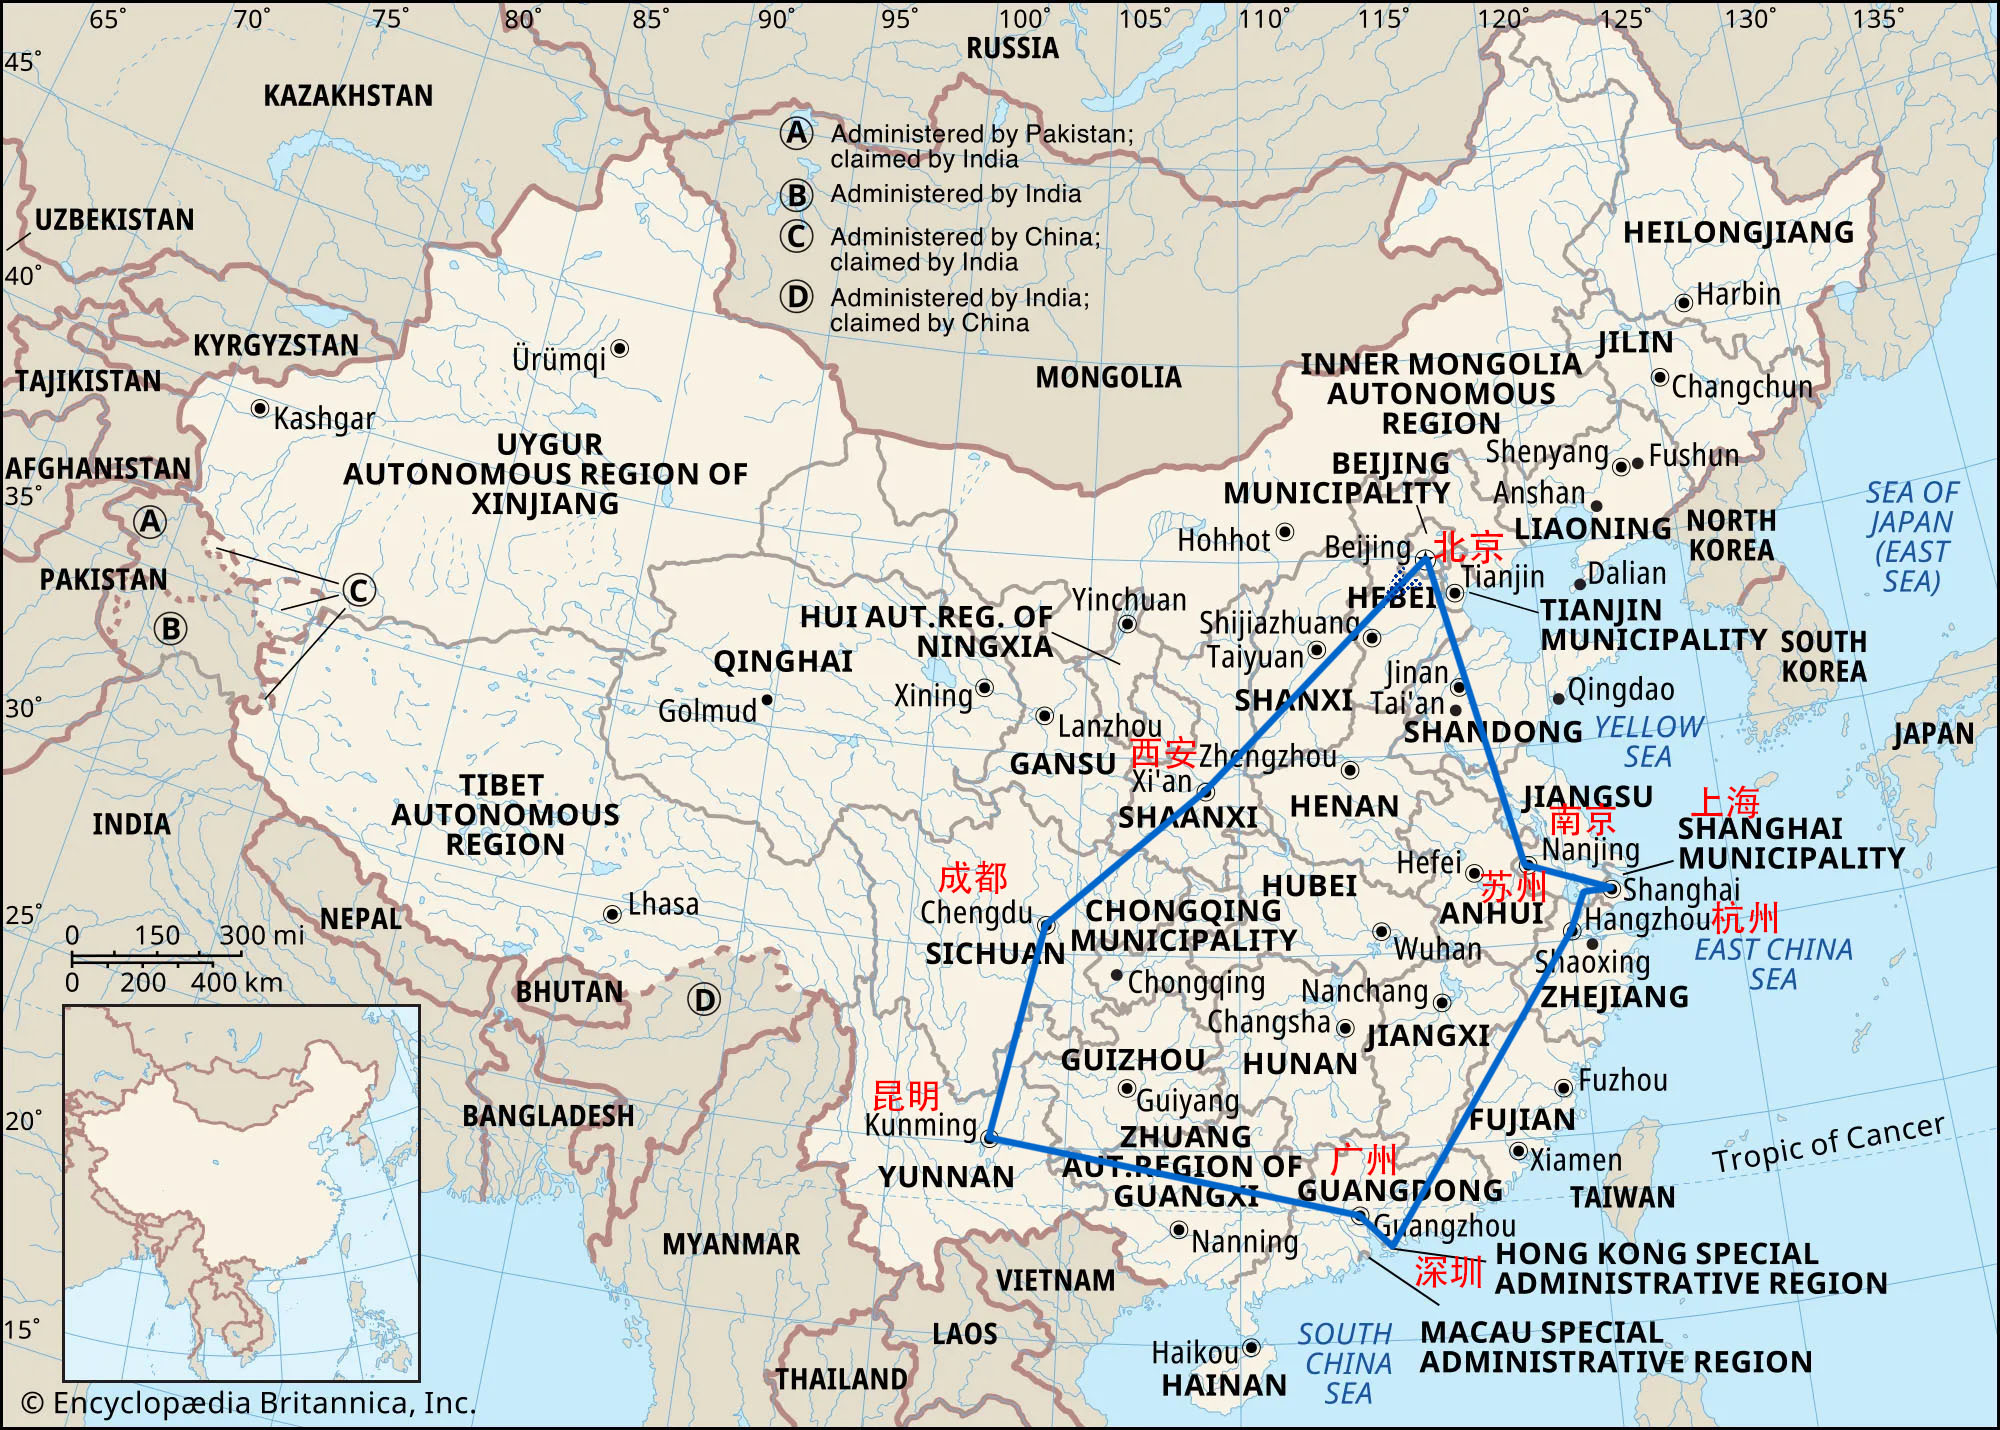 65°
70°
75°
80°
85°
90°
95°
100°
105°
110°
115°
120°
125°
130°
135°
45°
40°
35°
30°
25°
20°
15°
RUSSIA
KAZAKHSTAN
A Administered by Pakistan;
claimed by India
B Administered by India
C Administered by China;
claimed by India
D Administered by India;
claimed by China
UZBEKISTAN
HEILONGJIANG
Harbin
KYRGYZSTAN
Ürümqi
JILIN
INNER MONGOLIA
AUTONOMOUS
REGION
MONGOLIA
TAJIKISTAN
Changchun
Kashgar
UYGUR
AUTONOMOUS REGION OF
XINJIANG
Shenyang
Fushun
BEIJING
MUNICIPALITY
AFGHANISTAN
Anshan
SEA OF
JAPAN
(EAST
SEA)
A
LIAONING
NORTH
KOREA
Hohhot
Beijing
北京
PAKISTAN
C
Tianjin
Dalian
B
HEBEI
Yinchuan
HUI AUT.REG. OF
NINGXIA
TIANJIN
MUNICIPALITY
Shijiazhuang
SOUTH
KOREA
Taiyuan
QINGHAI
Jinan
Xining
Golmud
SHANXI
Tai'an
Qingdao
Lanzhou
SHANDONG
YELLOW
SEA
JAPAN
西安
Zhengzhou
GANSU
Xi'an
TIBET
AUTONOMOUS
REGION
JIANGSU
上海
HENAN
SHAANXI
南京
INDIA
SHANGHAI
MUNICIPALITY
Nanjing
Hefei
成都
苏州
HUBEI
Shanghai
Lhasa
Chengdu
CHONGQING
MUNICIPALITY
ANHUI
Hangzhou
杭州
NEPAL
SICHUAN
Wuhan
EAST CHINA
SEA
Shaoxing
0 150 300 mi
0 200 400 km
BHUTAN
D
Chongqing
Nanchang
ZHEJIANG
Changsha
JIANGXI
GUIZHOU
HUNAN
Fuzhou
昆明
Guiyang
BANGLADESH
Kunming
FUJIAN
ZHUANG
AUT.REGION OF
GUANGXI
Tropic of Cancer
广州
Xiamen
YUNNAN
GUANGDONG
TAIWAN
Guangzhou
MYANMAR
Nanning
HONG KONG SPECIAL
ADMINISTRATIVE REGION
深圳
VIETNAM
LAOS
SOUTH
CHINA
SEA
MACAU SPECIAL
ADMINISTRATIVE REGION
Haikou
THAILAND
HAINAN
© Encyclopædia Britannica, Inc.